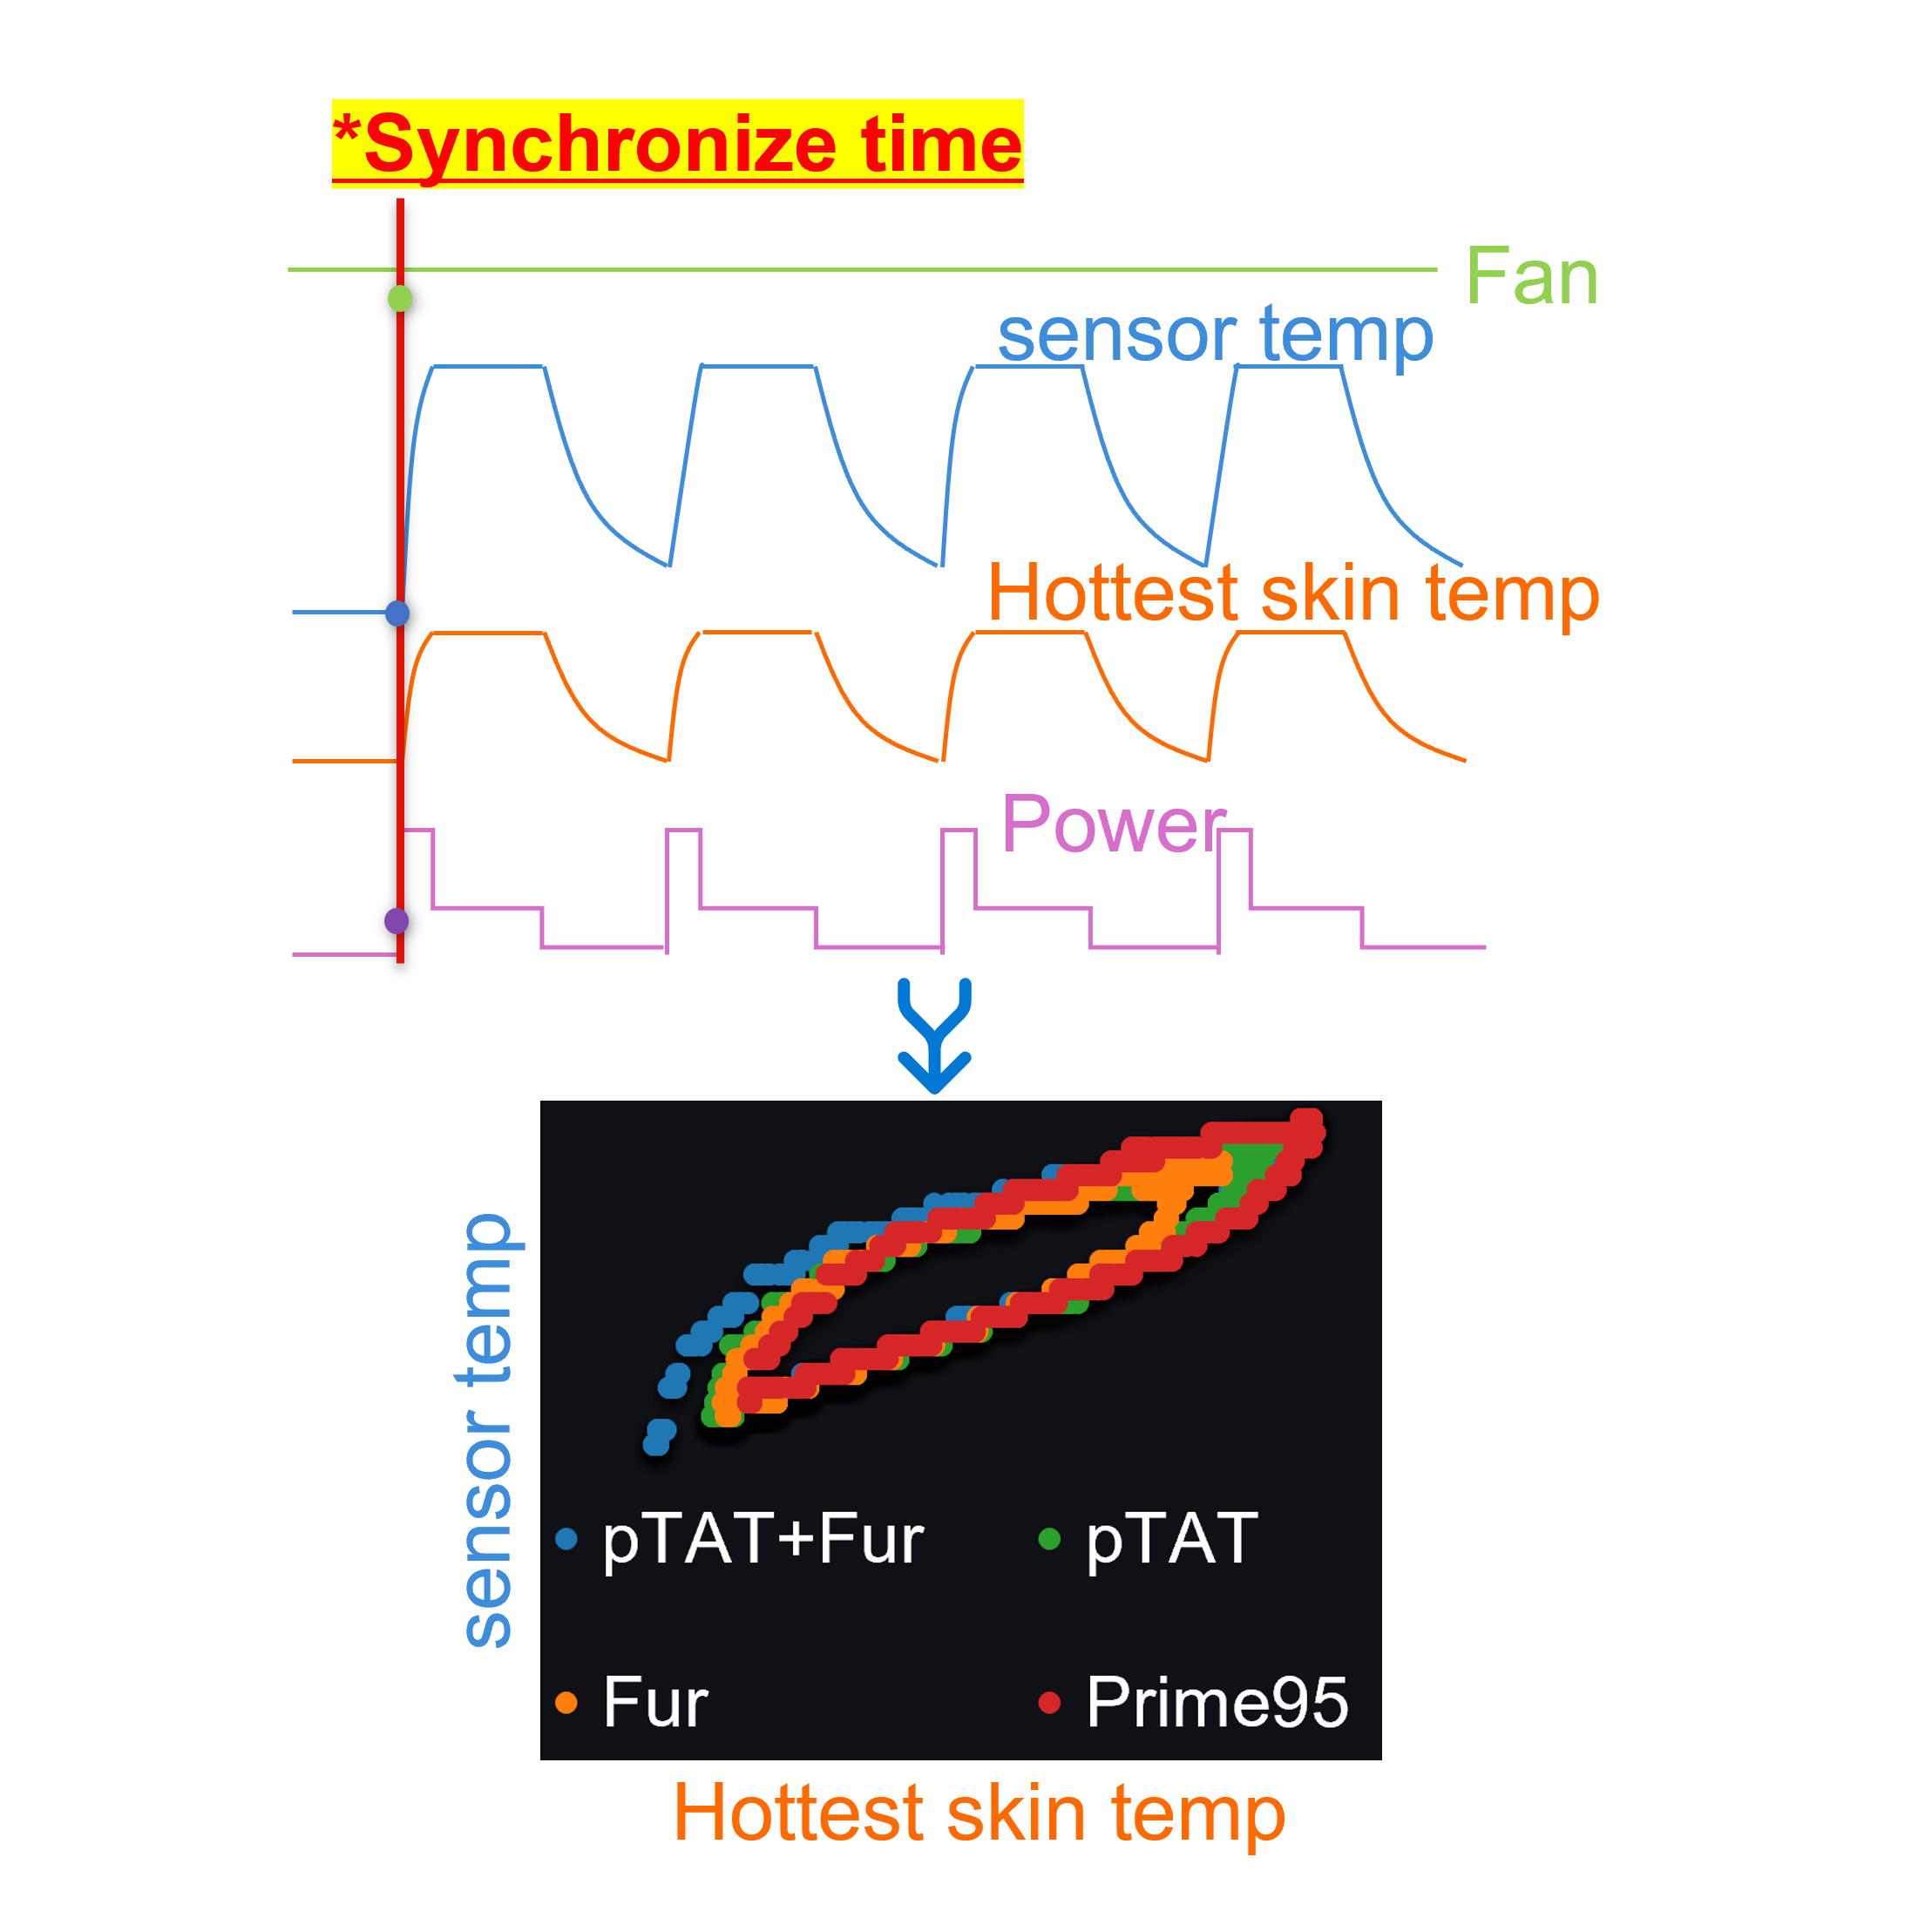 *Synchronize time
Fan
sensor temp
Hottest skin temp
Power
sensor temp
pTAT+Fur
pTAT
Fur
Prime95
Hottest skin temp